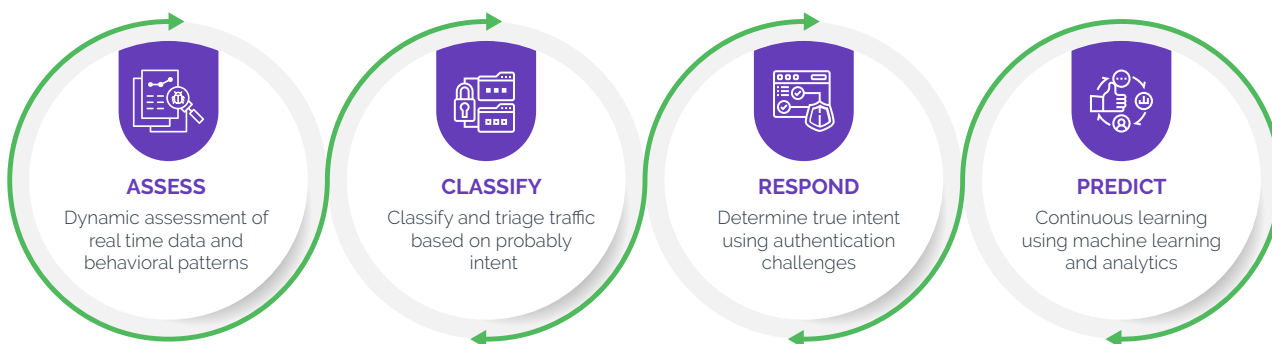 ASSESS
Dynamic assessment of
real time data and
behavioral patterns
CLASSIFY
Classify and triage traffic
based on probably
intent
RESPOND
Determine true intent
using authentication
challenges
PREDICT
Continuous learning
using machine learning
and analytics